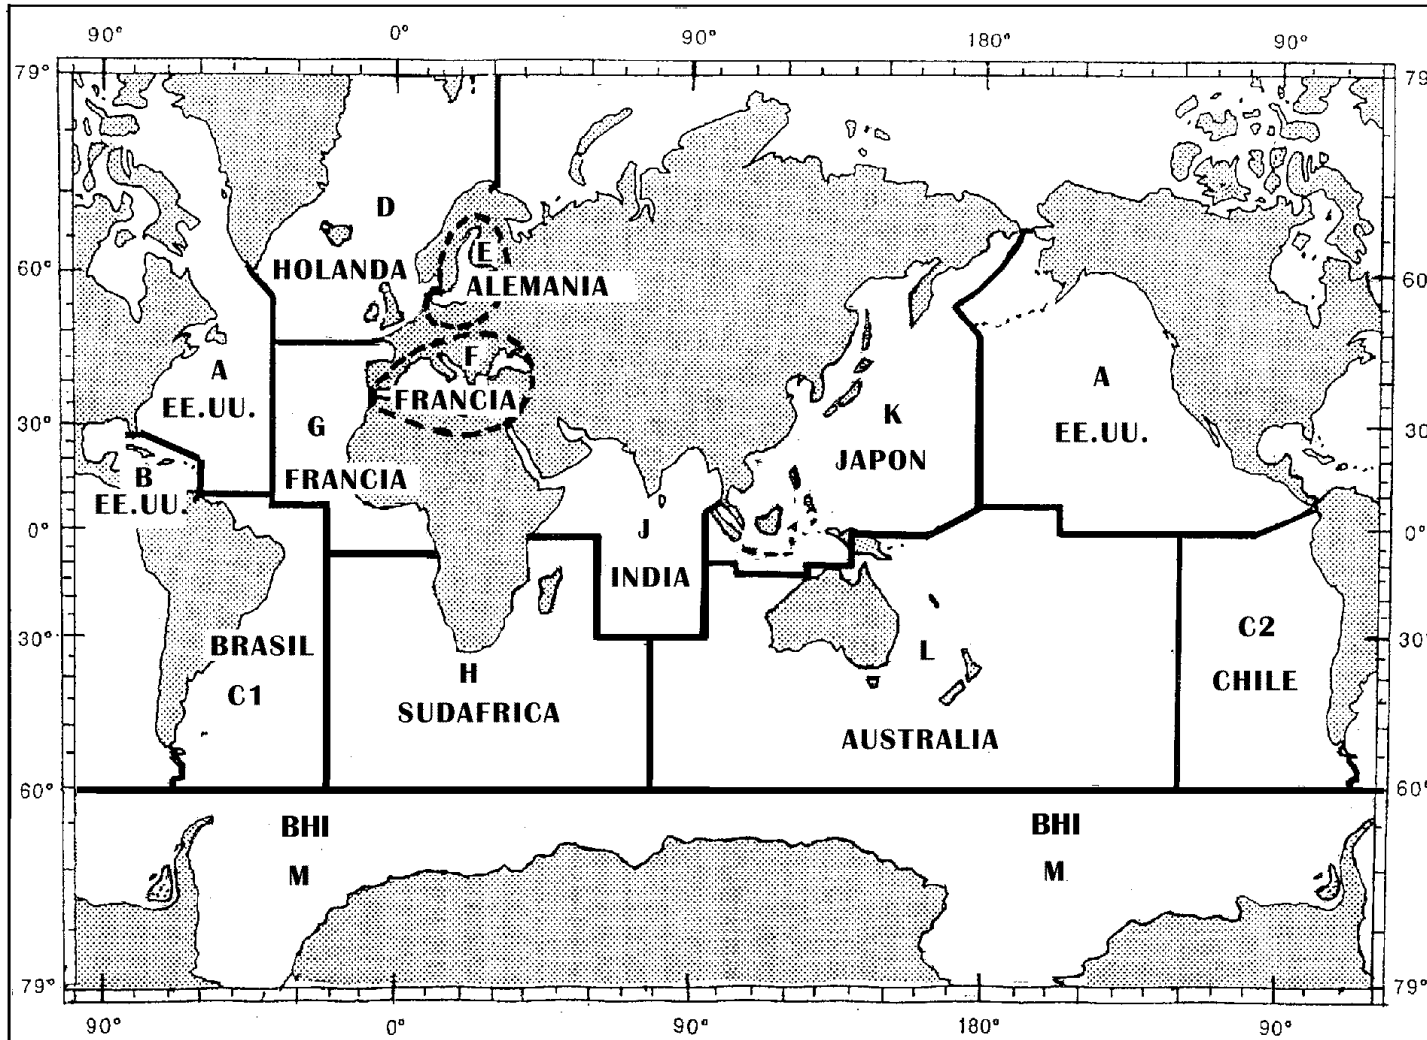 90° 0° 90° 180° 90°
79° 79
D
HOLANDA
E
ALEMANIA
60° 60
A
EE.UU.
F
FRANCIA
G
FRANCIA
K
JAPON
A
EE.UU.
30° 30
B
EE.UU.
0° 0°
J
INDIA
30° 30
BRASIL
C1
H
SUDAFRICA
L
AUSTRALIA
C2
CHILE
60° 60
BHI
M
BHI
M
79° 79
90° 0° 90° 180° 90°